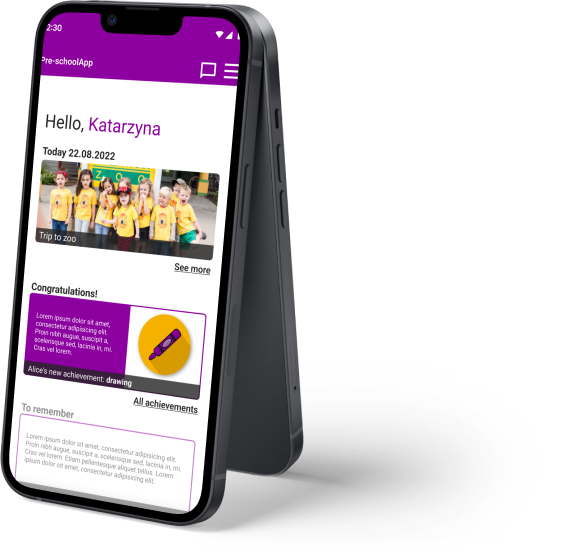 2:30
Pre-schoolApp
Hello, Katarzyna
Today 22.08.2022
ZOO
Trip to zoo
See more
Congratulations!
Lorem ipsum dolor sit amet,
consectetur adipisicing elit.
Proin nibh augue, suscipit a,
scelerisque sed, lacinia in, mi.
Cras vel lorem.
Alice's new achievement: drawing
All achievements
To remember
Lorem ipsum dolor sit amet, consectetur adipisicing elit.
Proin nibh augue, suscipit a, scelerisque sed, lacinia in, mi.
Cras vel lorem. Etiam pellentesque aliquet tellus. Lorem
ipsum dolor sit amet, consectetur adipisicing elit.